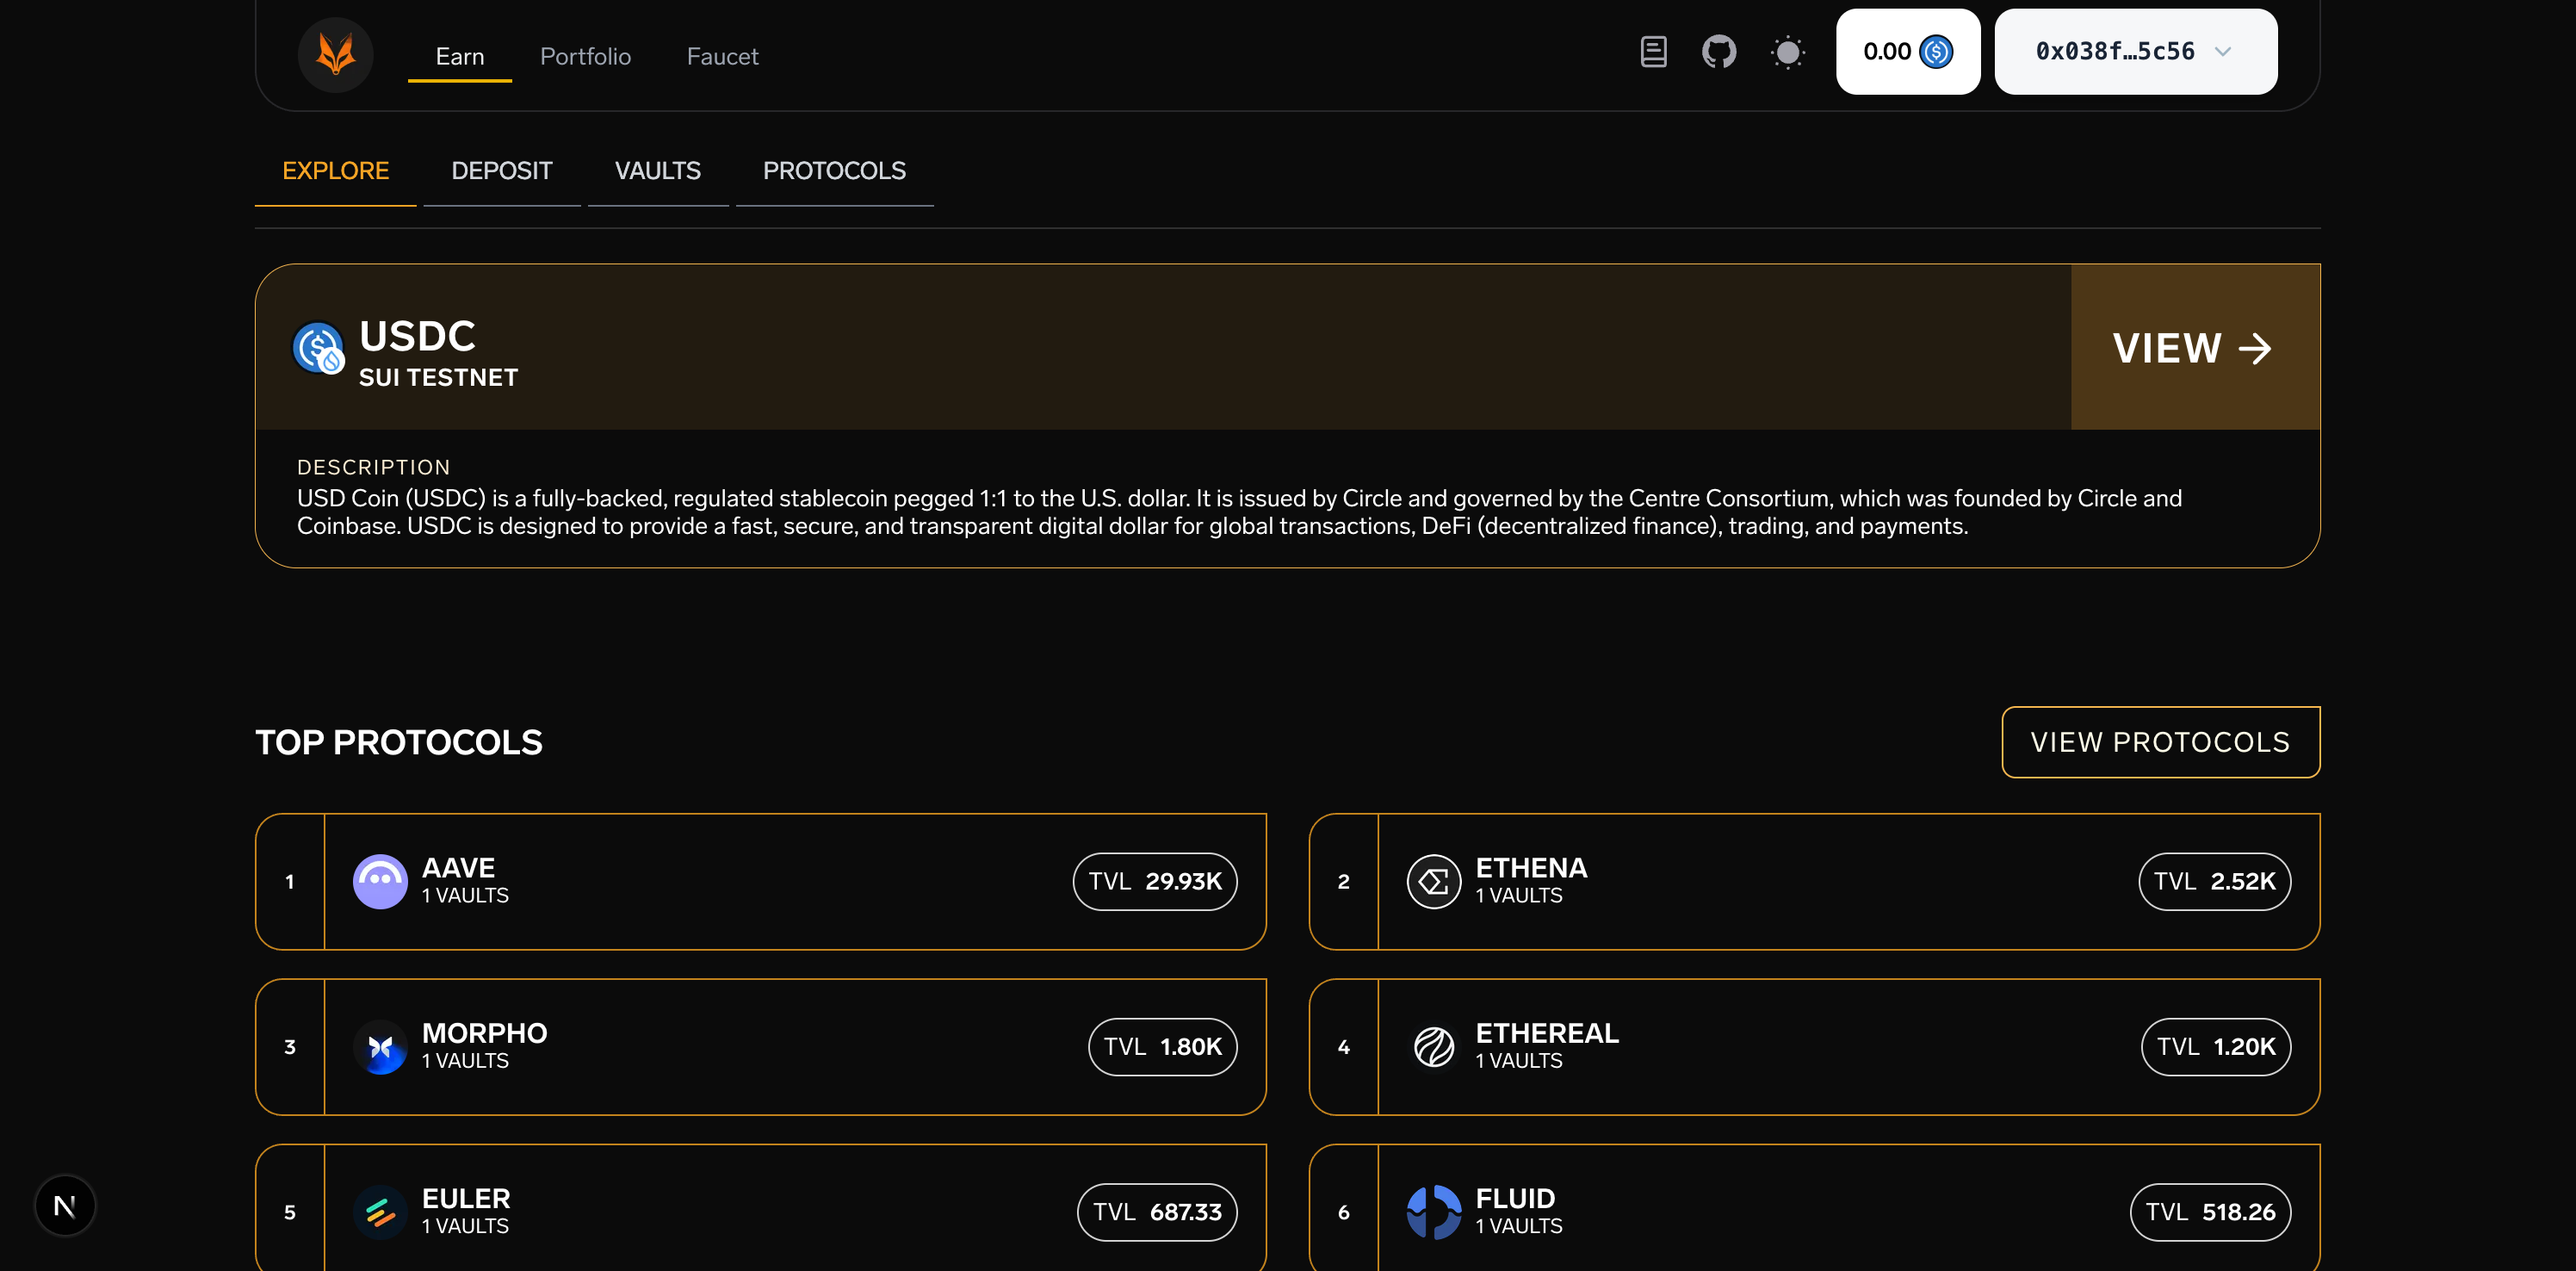 Earn Portfolio Faucet 0.00 0x038f…5c56
EXPLORE DEPOSIT VAULTS PROTOCOLS
USDC
SUI TESTNET
VIEW →
DESCRIPTION
USD Coin (USDC) is a fully-backed, regulated stablecoin pegged 1:1 to the U.S. dollar. It is issued by Circle and governed by the Centre Consortium, which was founded by Circle and
Coinbase. USDC is designed to provide a fast, secure, and transparent digital dollar for global transactions, DeFi (decentralized finance), trading, and payments.
TOP PROTOCOLS
VIEW PROTOCOLS
1
AAVE
1 VAULTS
TVL 29.93K
2
ETHENA
1 VAULTS
TVL 2.52K
3
MORPHO
1 VAULTS
TVL 1.80K
4
ETHEREAL
1 VAULTS
TVL 1.20K
5
EULER
1 VAULTS
TVL 687.33
6
FLUID
1 VAULTS
TVL 518.26
N